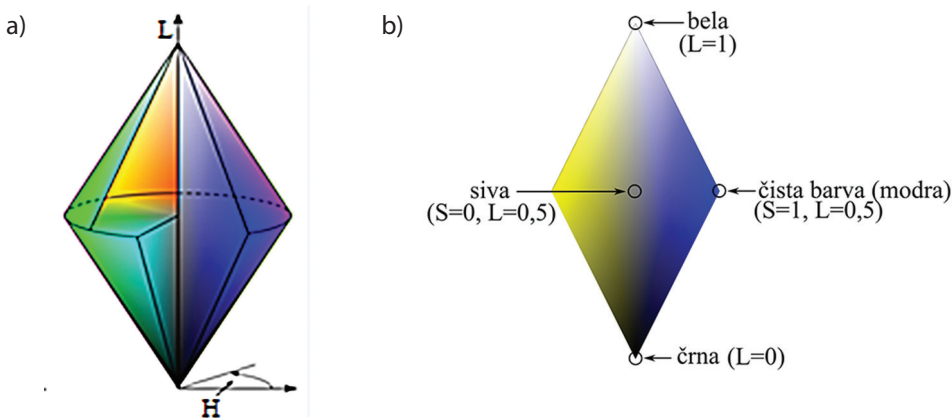 a)
L
H
b)
bela
(L=1)
siva
(S=0, L=0,5)
čista barva (modra)
(S=1, L=0,5)
črna (L=0)